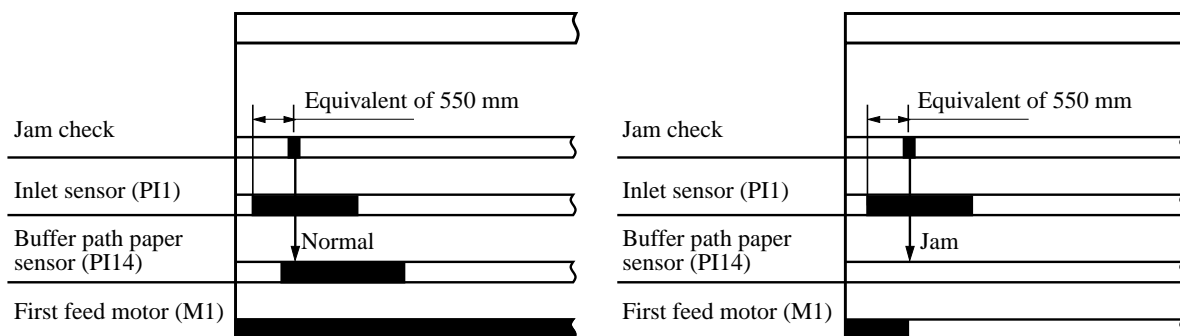 Equivalent of 550 mm
Jam check
Inlet sensor (PI1)
Normal
Buffer path paper
sensor (PI14)
First feed motor (M1)
Equivalent of 550 mm
Jam check
Inlet sensor (PI1)
Jam
Buffer path paper
sensor (PI14)
First feed motor (M1)